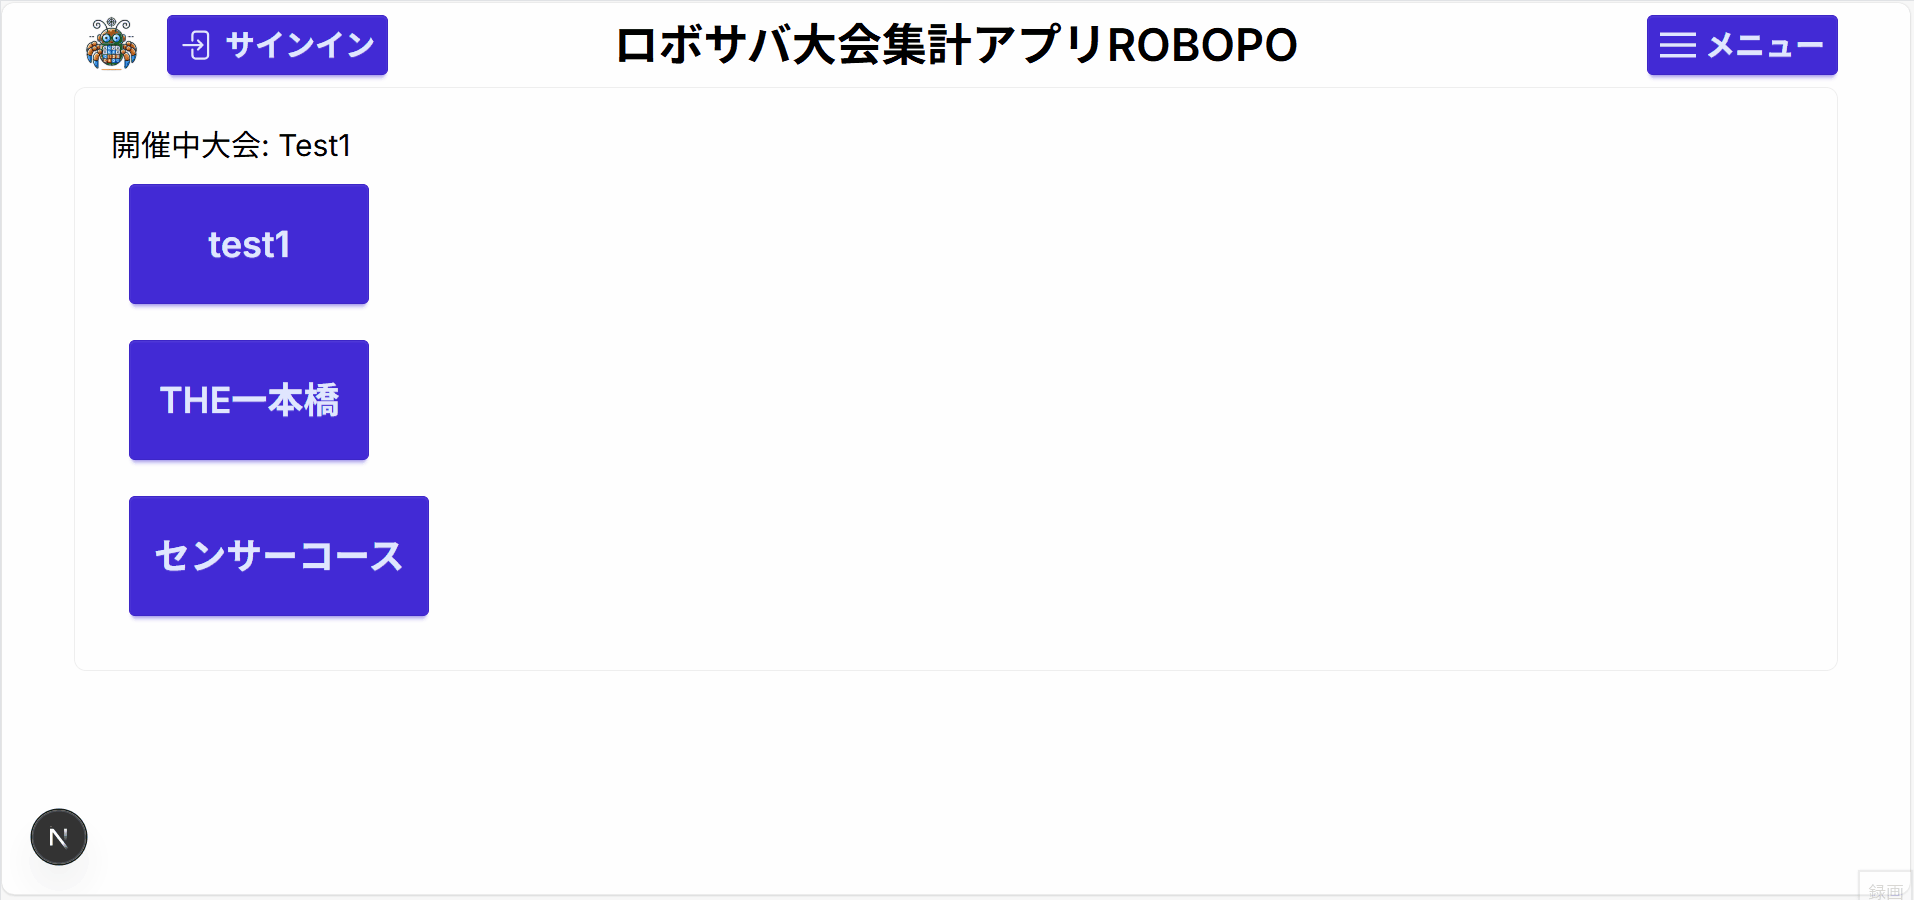 サインイン
ロボサバ大会集計アプリROBOPO
メニュー
開催中大会: Test1
test1
THE一本橋
センサーコース
N
録画